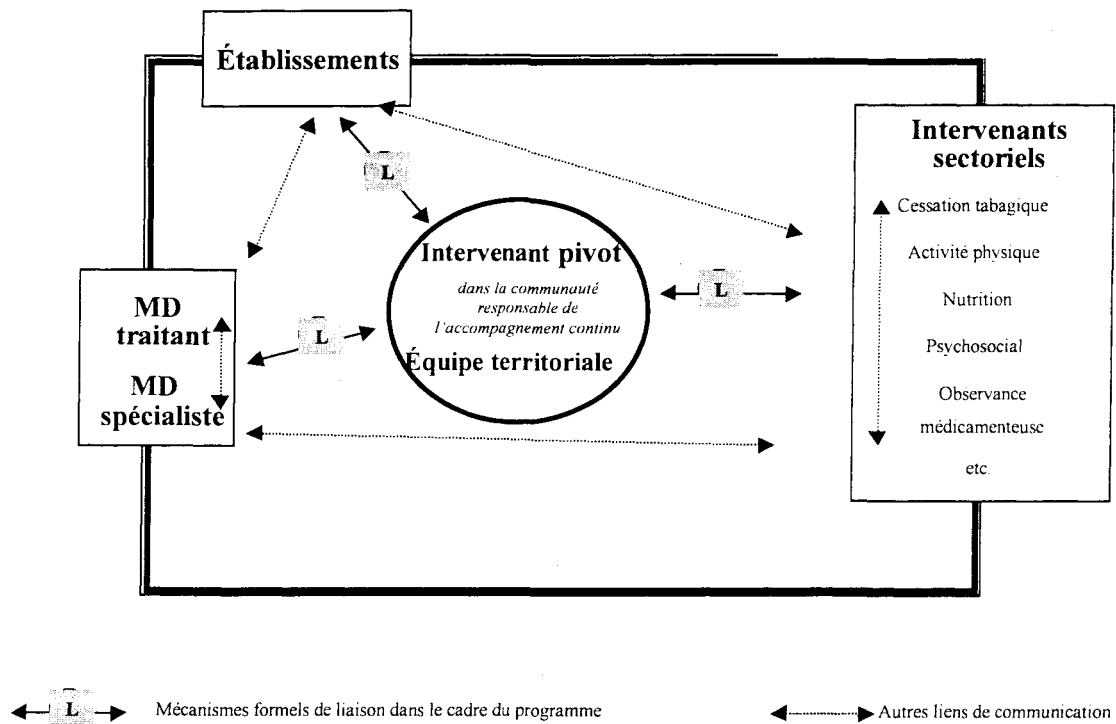 Établissements
Intervenants
sectoriels
Cessation tabagique
Activité physique
Nutrition
Psychosocial
Observance
médicamenteuse
etc.
L
Intervenant pivot
dans la communauté
responsable de
l'accompagnement continu
Équipe territoriale
L
MD
traitant
MD
spécialiste
L
L
Mécanismes formels de liaison dans le cadre du programme
Autres liens de communication